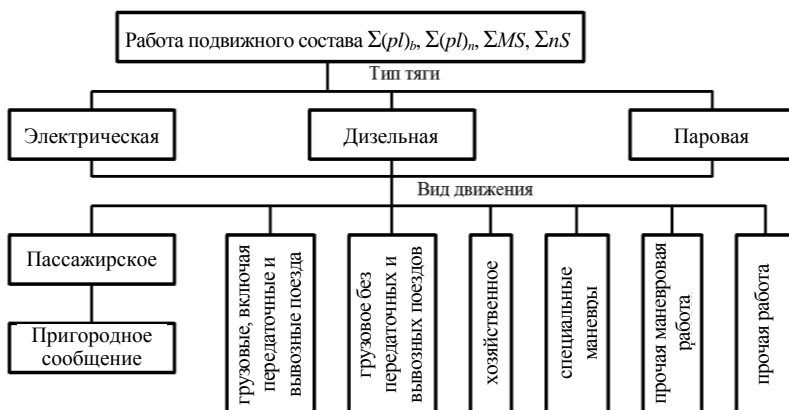 Работа подвижного состава Σ(pl)b, Σ(pl)n, ΣMS, ΣnS
Тип тяги
Электрическая
Дизельная
Паровая
Вид движения
Пассажирское
Пригородное
сообщение
грузовые, включая
передаточные и
вывозные поезда
грузовое без
передаточных и
вывозных поездов
хозяйственное
специальные
маневры
прочая маневровая
работа
прочая работа